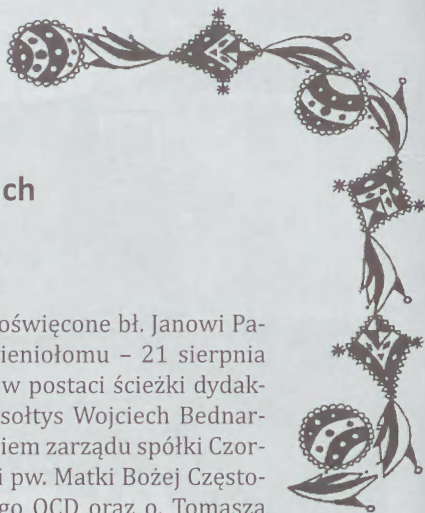 ch
oświęcone bł. Janowi Pa-
ieniołomu – 21 sierpnia
w postaci ścieżki dydak-
sołtys Wojciech Bednar-
iem zarządu spółki Czor-
i pw. Matki Bożej Często-
go OCD oraz o. Tomasza